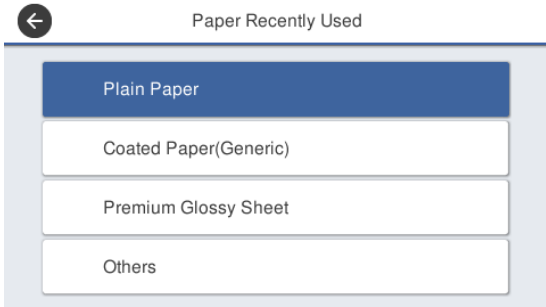 Paper Recently Used
Plain Paper
Coated Paper(Generic)
Premium Glossy Sheet
Others